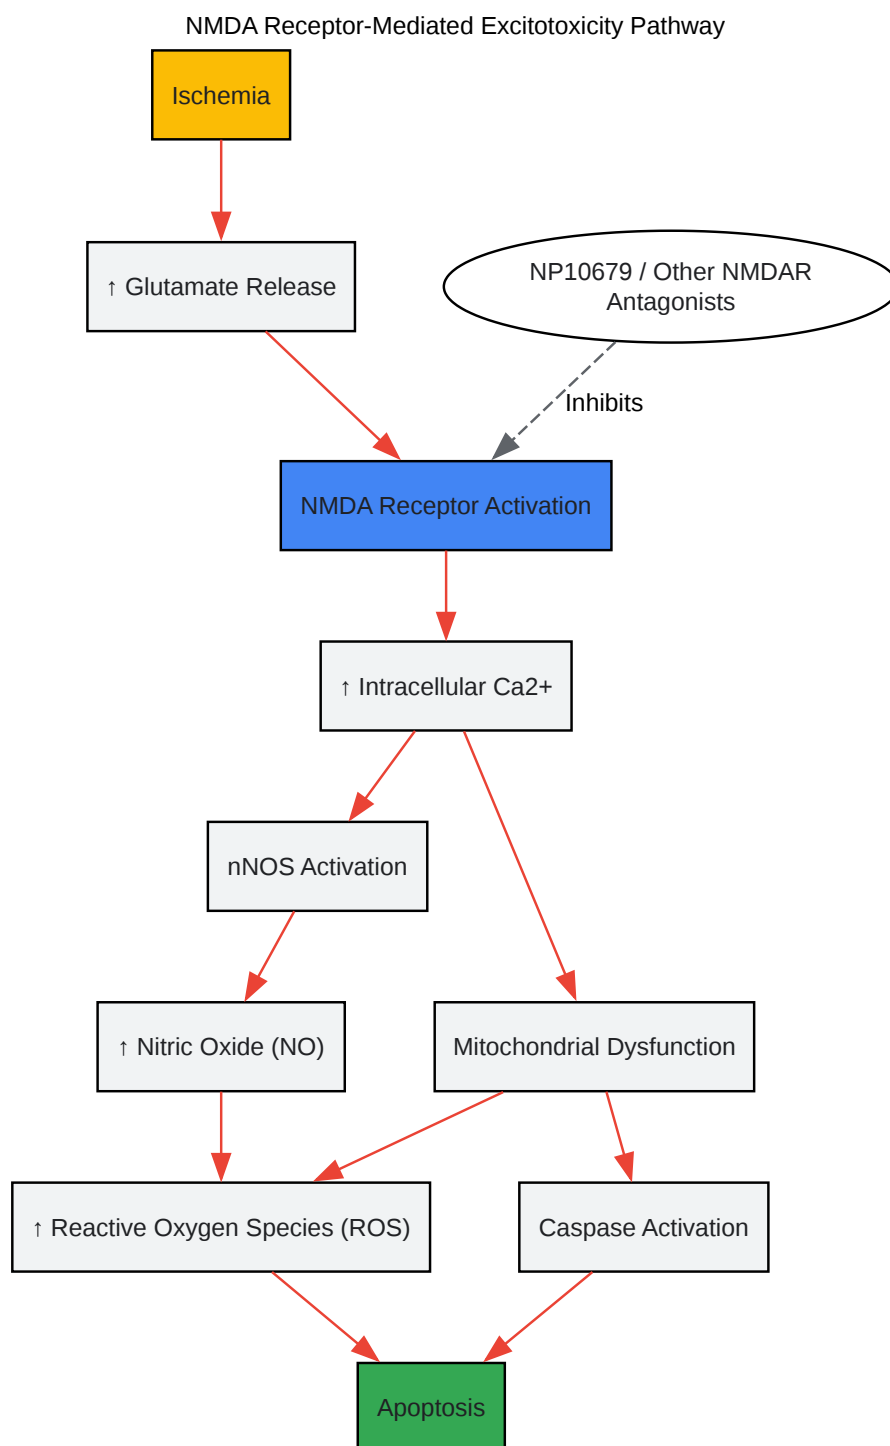 NMDA Receptor-Mediated Excitotoxicity Pathway
Ischemia
↑ Glutamate Release
NP10679 / Other NMDAR
Antagonists
Inhibits
NMDA Receptor Activation
↑ Intracellular Ca2+
nNOS Activation
↑ Nitric Oxide (NO)
Mitochondrial Dysfunction
↑ Reactive Oxygen Species (ROS)
Caspase Activation
Apoptosis